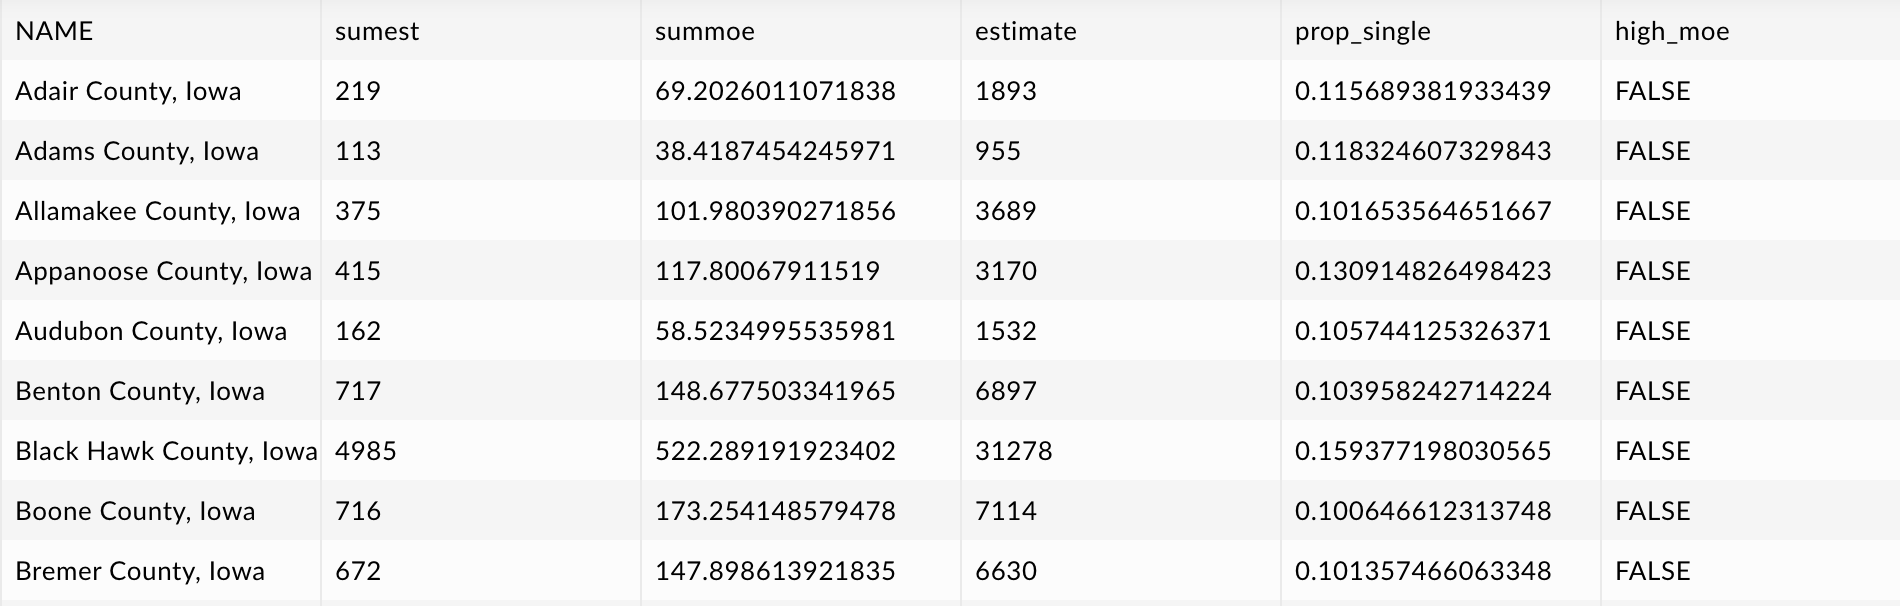 NAME sumest summoe estimate prop_single high_moe
Adair County, Iowa 219 69.2026011071838 1893 0.115689381933439 FALSE
Adams County, Iowa 113 38.4187454245971 955 0.118324607329843 FALSE
Allamakee County, Iowa 375 101.980390271856 3689 0.101653564651667 FALSE
Appanoose County, Iowa 415 117.80067911519 3170 0.130914826498423 FALSE
Audubon County, Iowa 162 58.5234995535981 1532 0.105744125326371 FALSE
Benton County, Iowa 717 148.677503341965 6897 0.103958242714224 FALSE
Black Hawk County, Iowa 4985 522.289191923402 31278 0.159377198030565 FALSE
Boone County, Iowa 716 173.254148579478 7114 0.100646612313748 FALSE
Bremer County, Iowa 672 147.898613921835 6630 0.101357466063348 FALSE